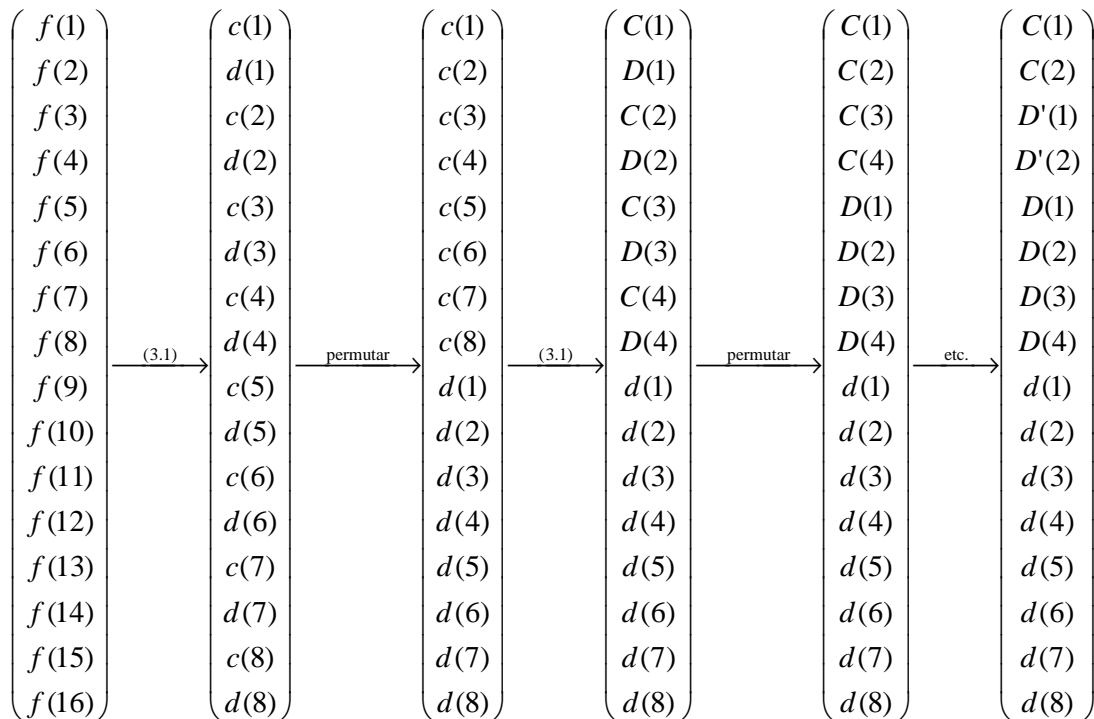 f(1) c(1) c(1) C(1) C(1) C(1)
f(2) d(1) c(2) D(1) C(2) C(2)
f(3) c(2) c(3) C(2) C(3) D'(1)
f(4) d(2) c(4) D(2) C(4) D'(2)
f(5) c(3) c(5) C(3) D(1) D(1)
f(6) d(3) c(6) D(3) D(2) D(2)
f(7) c(4) c(7) C(4) D(3) D(3)
f(8) (3.1) d(4) permutar c(8) (3.1) D(4) permutar D(4) etc. D(4)
f(9) c(5) d(1) d(1) d(1) d(1)
f(10) d(5) d(2) d(2) d(2) d(2)
f(11) c(6) d(3) d(3) d(3) d(3)
f(12) d(6) d(4) d(4) d(4) d(4)
f(13) c(7) d(5) d(5) d(5) d(5)
f(14) d(7) d(6) d(6) d(6) d(6)
f(15) c(8) d(7) d(7) d(7) d(7)
f(16) d(8) d(8) d(8) d(8) d(8)